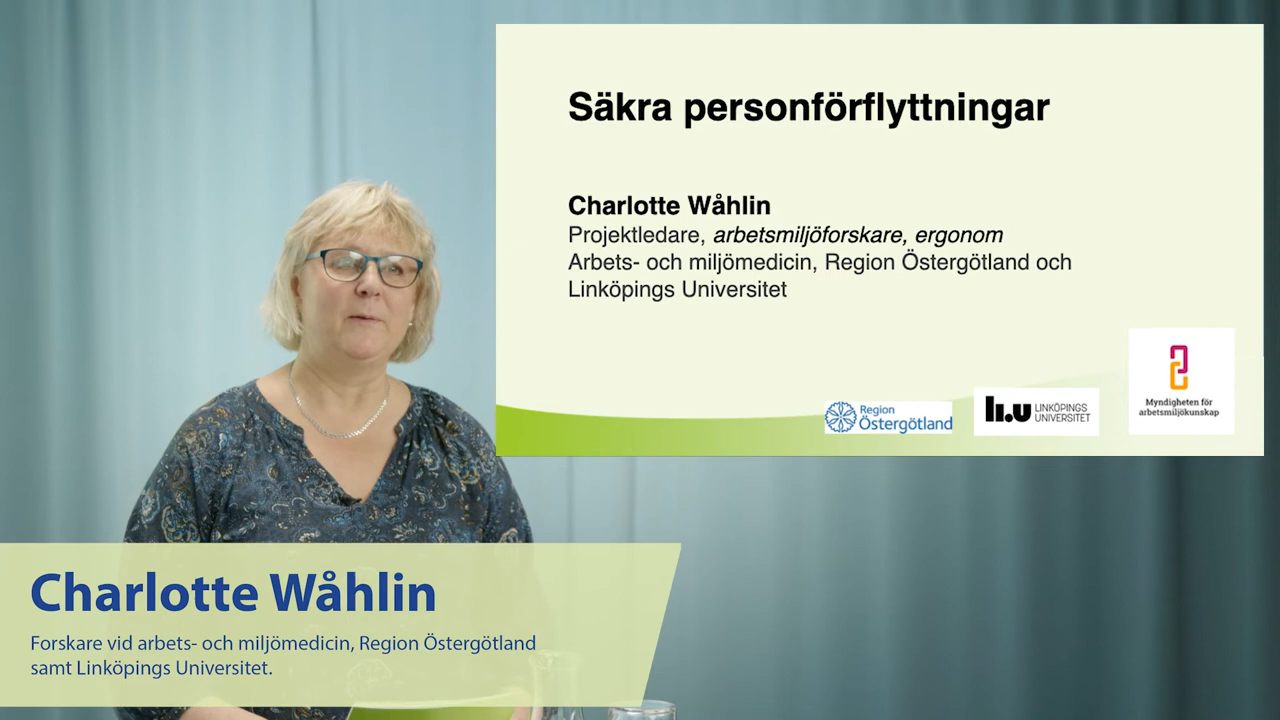 Säkra personförflyttningar
Charlotte Wåhlin
Projektledare, arbetsmiljöforskare, ergonom
Arbets- och miljömedicin, Region Östergötland och
Linköpings Universitet
Region
Östergötland
LINKÖPINGS
UNIVERSITET
Myndigheten för
arbetsmiljökunskap
Charlotte Wåhlin
Forskare vid arbets- och miljömedicin, Region Östergötland
samt Linköpings Universitet.